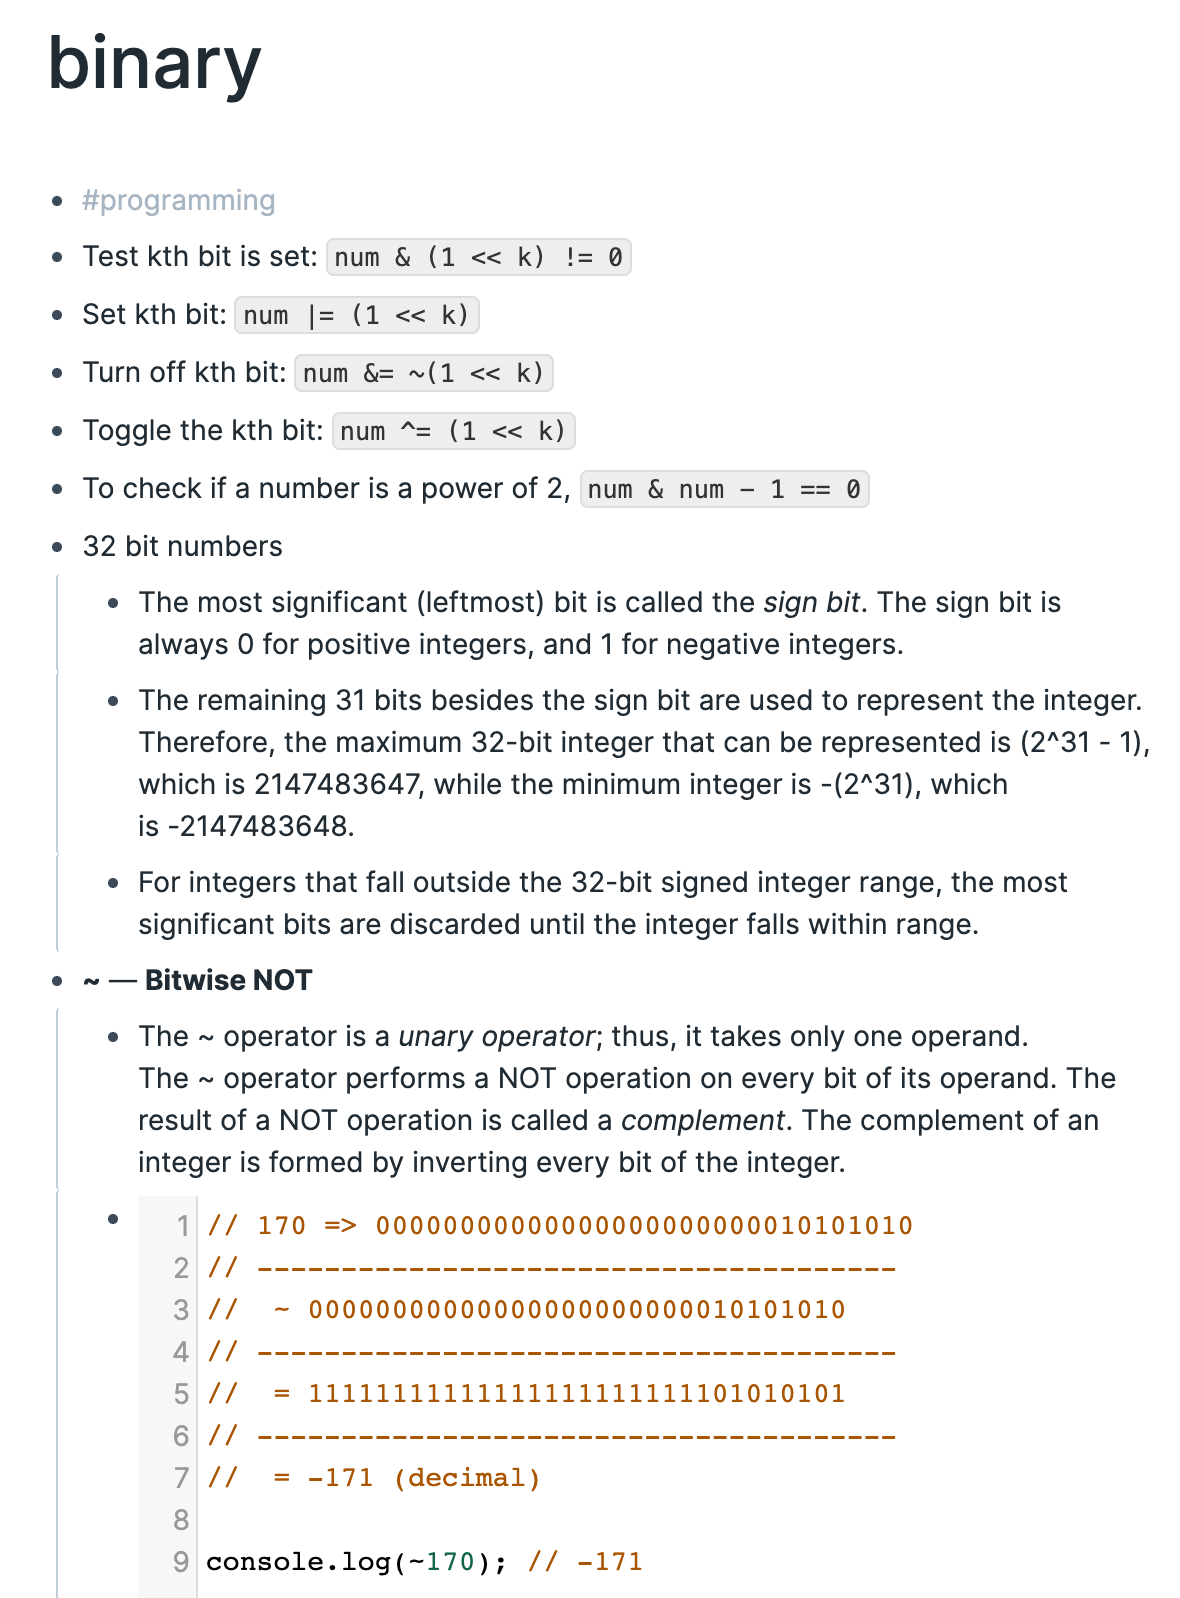 binary
#programming
Test kth bit is set: num & (1 << k) != 0
Set kth bit: num |= (1 << k)
Turn off kth bit: num &= ~(1 << k)
Toggle the kth bit: num ^= (1 << k)
To check if a number is a power of 2, num & num - 1 == 0
32 bit numbers
The most significant (leftmost) bit is called the sign bit. The sign bit is
always 0 for positive integers, and 1 for negative integers.
The remaining 31 bits besides the sign bit are used to represent the integer.
Therefore, the maximum 32-bit integer that can be represented is (2^31 - 1),
which is 2147483647, while the minimum integer is -(2^31), which
is -2147483648.
For integers that fall outside the 32-bit signed integer range, the most
significant bits are discarded until the integer falls within range.
~ — Bitwise NOT
The ~ operator is a unary operator; thus, it takes only one operand.
The ~ operator performs a NOT operation on every bit of its operand. The
result of a NOT operation is called a complement. The complement of an
integer is formed by inverting every bit of the integer.
1 // 170 => 00000000000000000000000010101010
2 // --------------------------------------
3 //  ~ 00000000000000000000000010101010
4 // --------------------------------------
5 //  = 11111111111111111111111101010101
6 // --------------------------------------
7 //  = -171 (decimal)
8
9 console.log(~170); // -171